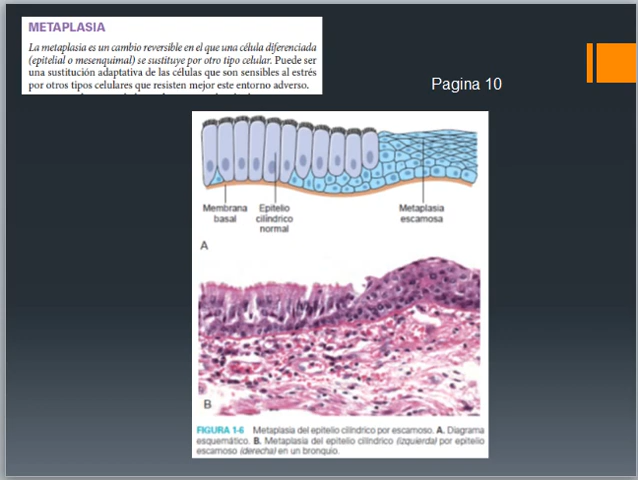 METAPLASIA
La metaplasia es un cambio reversible en el que una célula diferenciada
(epitelial o mesenquimal) se sustituye por otro tipo celular. Puede ser
una sustitución adaptativa de las células que son sensibles al estrés
por otros tipos celulares que resisten mejor este entorno adverso.
Pagina 10
Membrana basal
Epitelio cilíndrico normal
Metaplasia escamosa
A
B
FIGURA 1-6 Metaplasia del epitelio cilíndrico por escamoso. A. Diagrama
esquemático. B. Metaplasia del epitelio cilíndrico (izquierda) por epitelio
escamoso (derecha) en un bronquio.